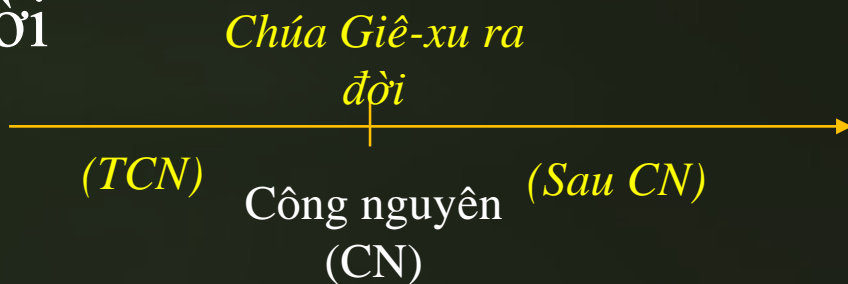 Chúa Giê-xu ra
đời
(TCN)
(Sau CN)
Công nguyên
(CN)